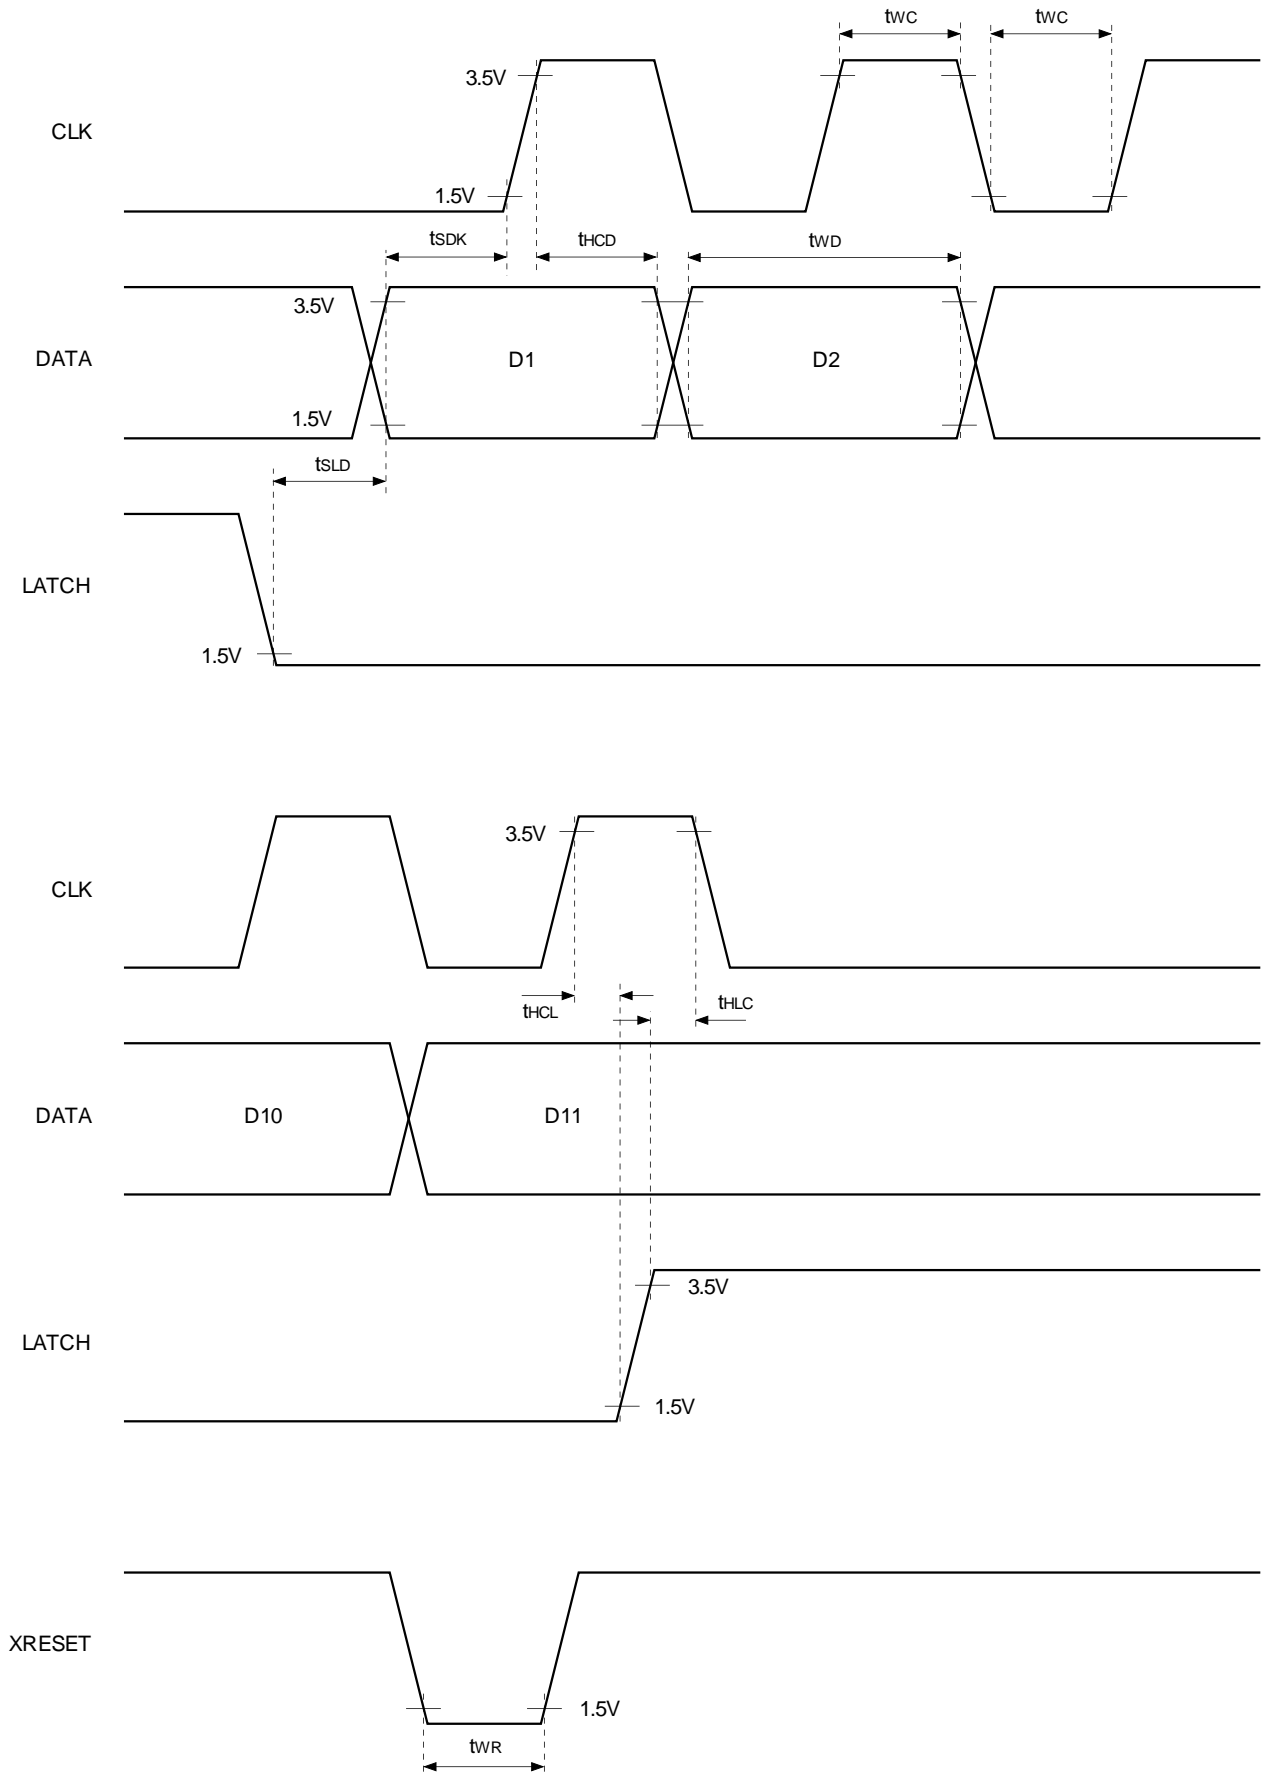 tWC
tWC
3.5V
CLK
1.5V
tSDK
tHCD
tWD
3.5V
DATA
D1
D2
1.5V
tSLD
LATCH
1.5V
3.5V
CLK
tHCL
tHLC
DATA
D10
D11
3.5V
LATCH
1.5V
XRESET
1.5V
tWR